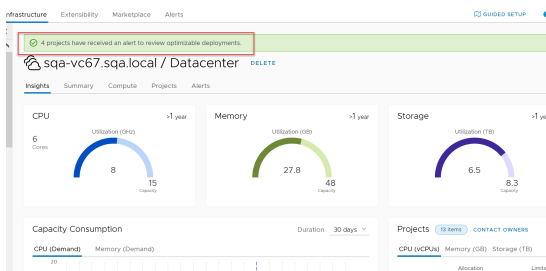 nfrastructure Extensibility Marketplace Alerts GUIDED SETUP
4 projects have received an alert to review optimizable deployments.
sqa-vc67.sqa.local / Datacenter DELETE
Insights Summary Compute Projects Alerts
CPU >1 year Memory >1 year Storage >1 ye
Utilization (GHz) Utilization (GB) Utilization (TB)
6
Cores
8 27.8 6.5
15 48 8.3
Capacity Capacity Capacity
Capacity Consumption Duration 30 days Projects 13 items CONTACT OWNERS
CPU (Demand) Memory (Demand) CPU (vCPUs) Memory (GB) Storage (TB)
20
Allocation Limits